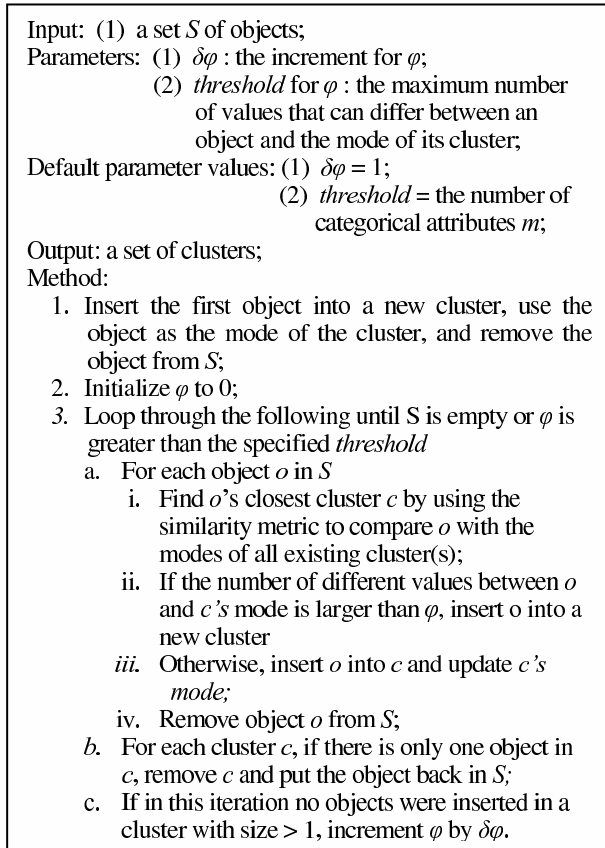 Input: (1) a set S of objects;
Parameters: (1) δφ : the increment for φ;
(2) threshold for φ : the maximum number
of values that can differ between an
object and the mode of its cluster;
Default parameter values: (1) δφ = 1;
(2) threshold = the number of
categorical attributes m;
Output: a set of clusters;
Method:
1. Insert the first object into a new cluster, use the
object as the mode of the cluster, and remove the
object from S;
2. Initialize φ to 0;
3. Loop through the following until S is empty or φ is
greater than the specified threshold
a. For each object o in S
i. Find o's closest cluster c by using the
similarity metric to compare o with the
modes of all existing cluster(s);
ii. If the number of different values between o
and c's mode is larger than φ, insert o into a
new cluster
iii. Otherwise, insert o into c and update c's
mode;
iv. Remove object o from S;
b. For each cluster c, if there is only one object in
c, remove c and put the object back in S;
c. If in this iteration no objects were inserted in a
cluster with size > 1, increment φ by δφ.